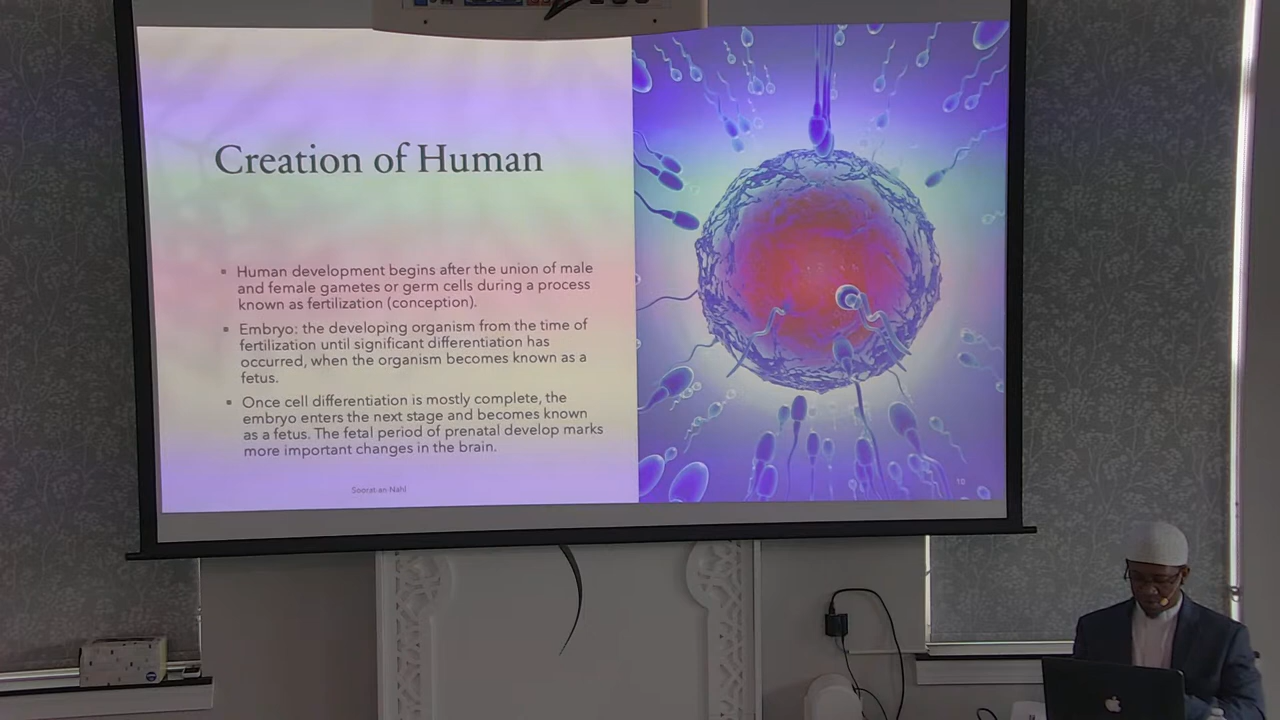 Creation of Human
▪ Human development begins after the union of male
and female gametes or germ cells during a process
known as fertilization (conception).
▪ Embryo: the developing organism from the time of
fertilization until significant differentiation has
occurred, when the organism becomes known as a
fetus.
▪ Once cell differentiation is mostly complete, the
embryo enters the next stage and becomes known
as a fetus. The fetal period of prenatal develop marks
more important changes in the brain.
Soorat an Nahl
10